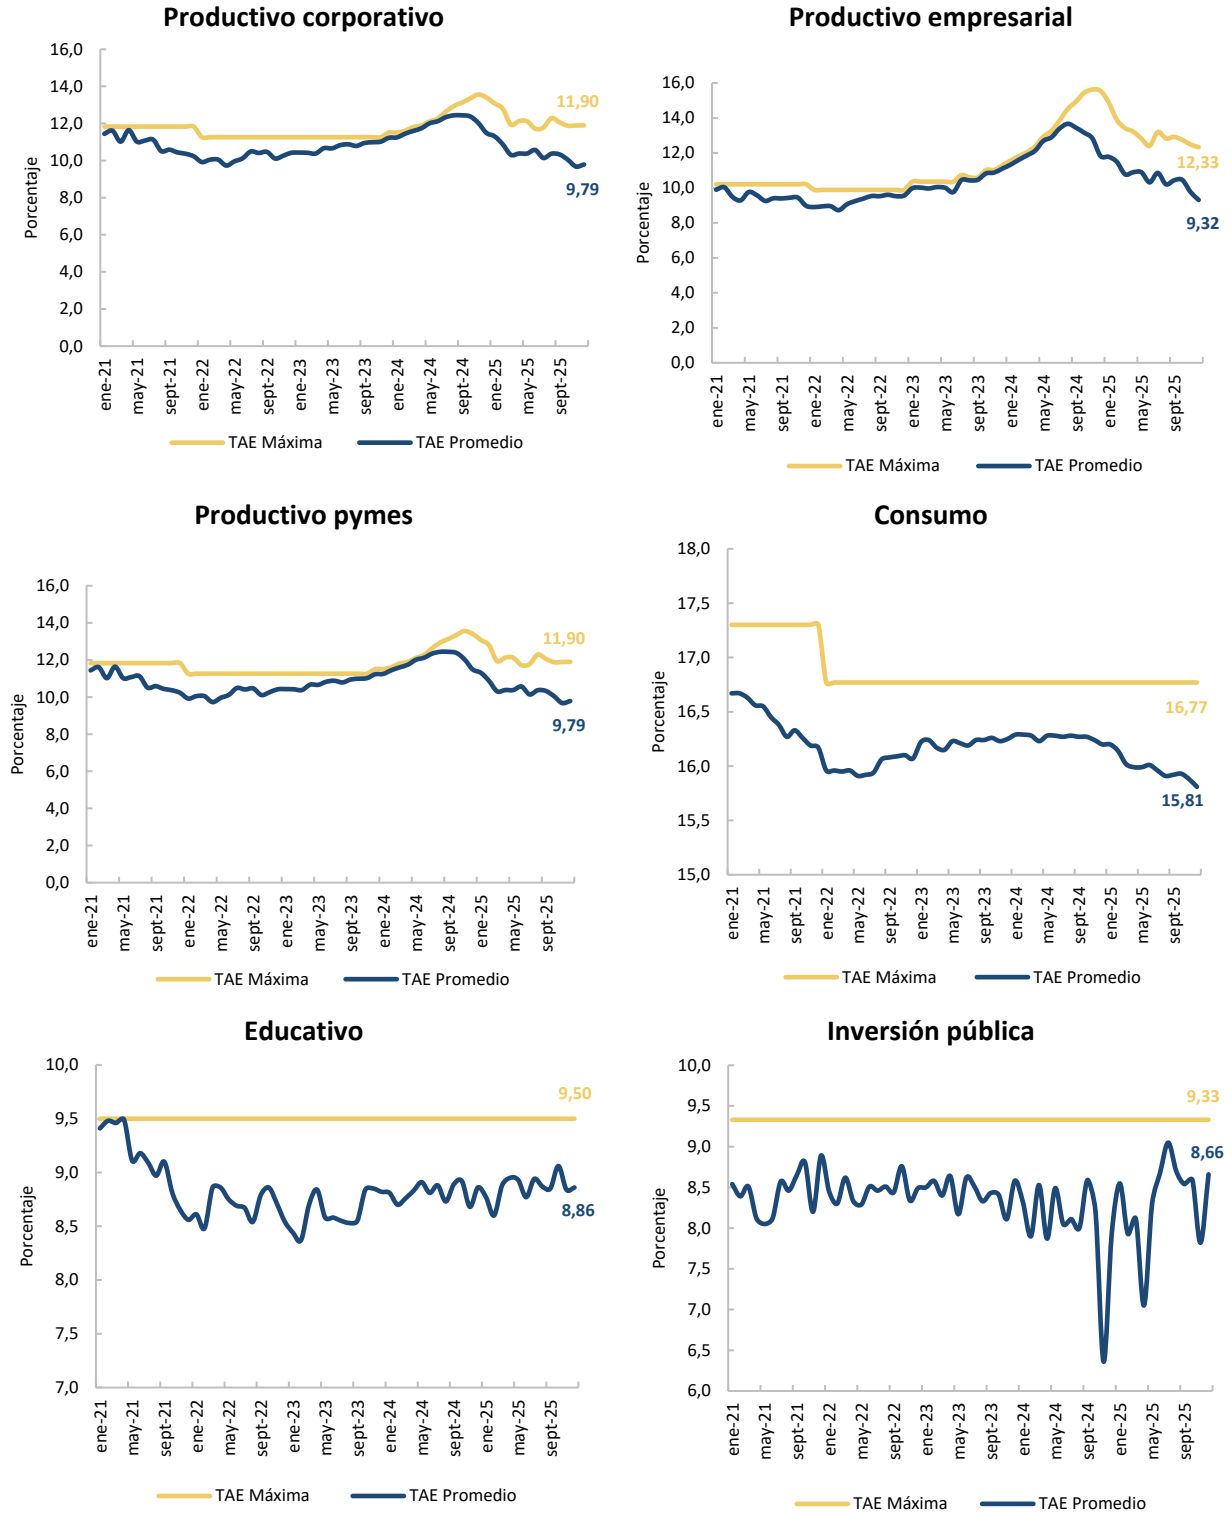 Productivo corporativo
16,0
14,0
12,0
10,0
8,0
6,0
4,0
2,0
0,0
Porcentaje
11,90
9,79
ene-21
may-21
sept-21
ene-22
may-22
sept-22
ene-23
may-23
sept-23
ene-24
may-24
sept-24
ene-25
may-25
sept-25
TAE Máxima
TAE Promedio
Productivo empresarial
16,0
14,0
12,0
10,0
8,0
6,0
4,0
2,0
0,0
Porcentaje
12,33
9,32
ene-21
may-21
sept-21
ene-22
may-22
sept-22
ene-23
may-23
sept-23
ene-24
may-24
sept-24
ene-25
may-25
sept-25
TAE Máxima
TAE Promedio
Productivo pymes
16,0
14,0
12,0
10,0
8,0
6,0
4,0
2,0
0,0
Porcentaje
11,90
9,79
ene-21
may-21
sept-21
ene-22
may-22
sept-22
ene-23
may-23
sept-23
ene-24
may-24
sept-24
ene-25
may-25
sept-25
TAE Máxima
TAE Promedio
Consumo
18,0
17,5
17,0
16,5
16,0
15,5
15,0
Porcentaje
16,77
15,81
ene-21
may-21
sept-21
ene-22
may-22
sept-22
ene-23
may-23
sept-23
ene-24
may-24
sept-24
ene-25
may-25
sept-25
TAE Máxima
TAE Promedio
Educativo
10,0
9,5
9,0
8,5
8,0
7,5
7,0
Porcentaje
9,50
8,86
ene-21
may-21
sept-21
ene-22
may-22
sept-22
ene-23
may-23
sept-23
ene-24
may-24
sept-24
ene-25
may-25
sept-25
TAE Máxima
TAE Promedio
Inversión pública
10,0
9,5
9,0
8,5
8,0
7,5
7,0
6,5
6,0
Porcentaje
9,33
8,66
ene-21
may-21
sept-21
ene-22
may-22
sept-22
ene-23
may-23
sept-23
ene-24
may-24
sept-24
ene-25
may-25
sept-25
TAE Máxima
TAE Promedio